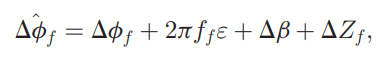 Δϕ̂_f = Δϕ_f + 2πf_fε + Δβ + ΔZ_f,